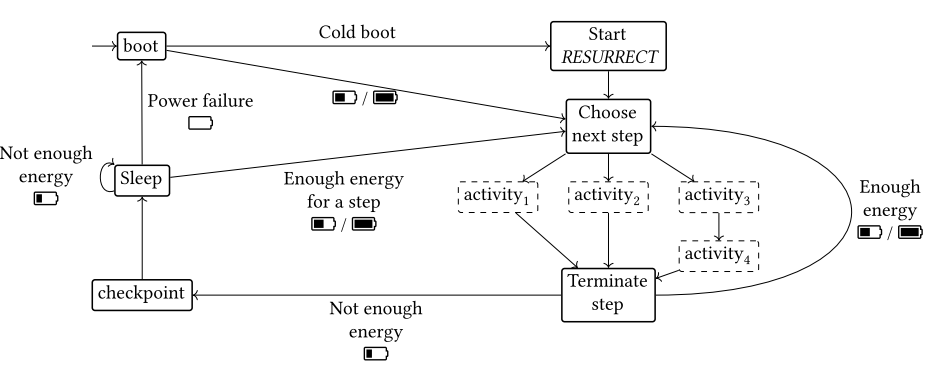 Cold boot
boot
Start
RESURRECT
Power failure
/
Choose
next step
Not enough
energy
Sleep
Enough energy
for a step
/
activity1
activity2
activity3
Enough
energy
/
activity4
checkpoint
Terminate
step
Not enough
energy